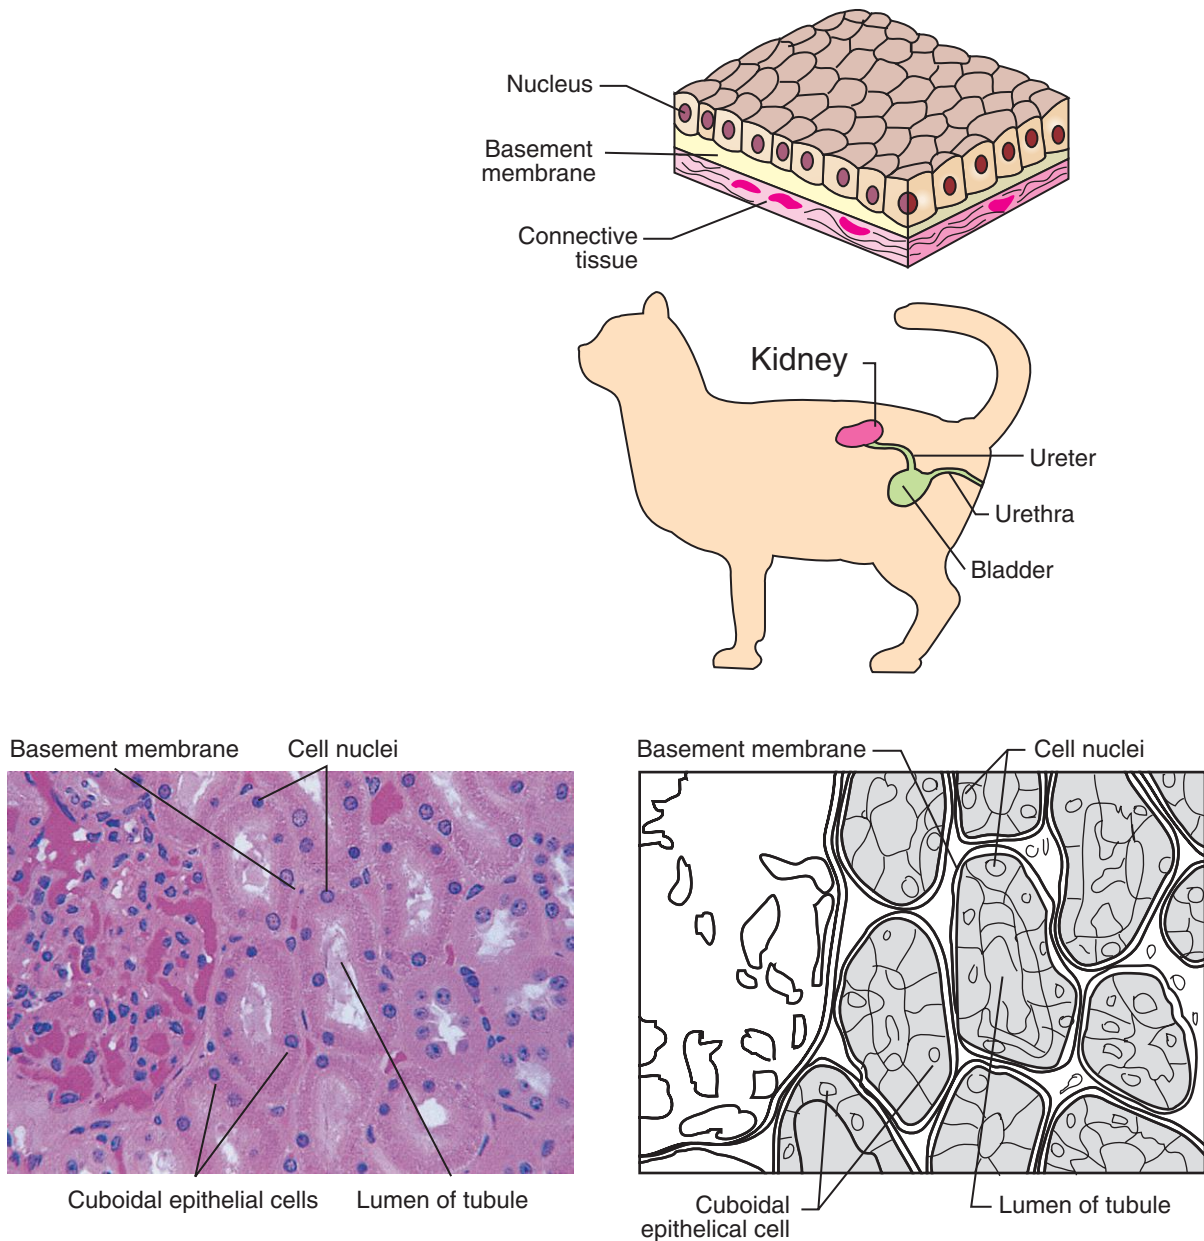 Nucleus
Basement
membrane
Connective
tissue
Kidney
Ureter
Urethra
Bladder
Basement membrane
Cell nuclei
Cuboidal epithelial cells
Lumen of tubule
Basement membrane
Cell nuclei
Cuboidal
epithelical cell
Lumen of tubule